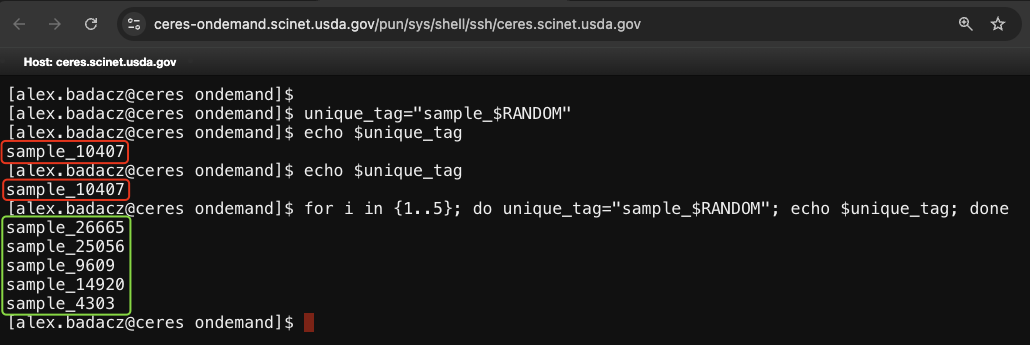 ceres-ondemand.scinet.usda.gov/pun/sys/shell/ssh/ceres.scinet.usda.gov
Host: ceres.scinet.usda.gov
[alex.badacz@ceres ondemand]$
[alex.badacz@ceres ondemand]$ unique_tag="sample_$RANDOM"
[alex.badacz@ceres ondemand]$ echo $unique_tag
sample_10407
[alex.badacz@ceres ondemand]$ echo $unique_tag
sample_10407
[alex.badacz@ceres ondemand]$ for i in {1..5}; do unique_tag="sample_$RANDOM"; echo $unique_tag; done
sample_26665
sample_25056
sample_9609
sample_14920
sample_4303
[alex.badacz@ceres ondemand]$